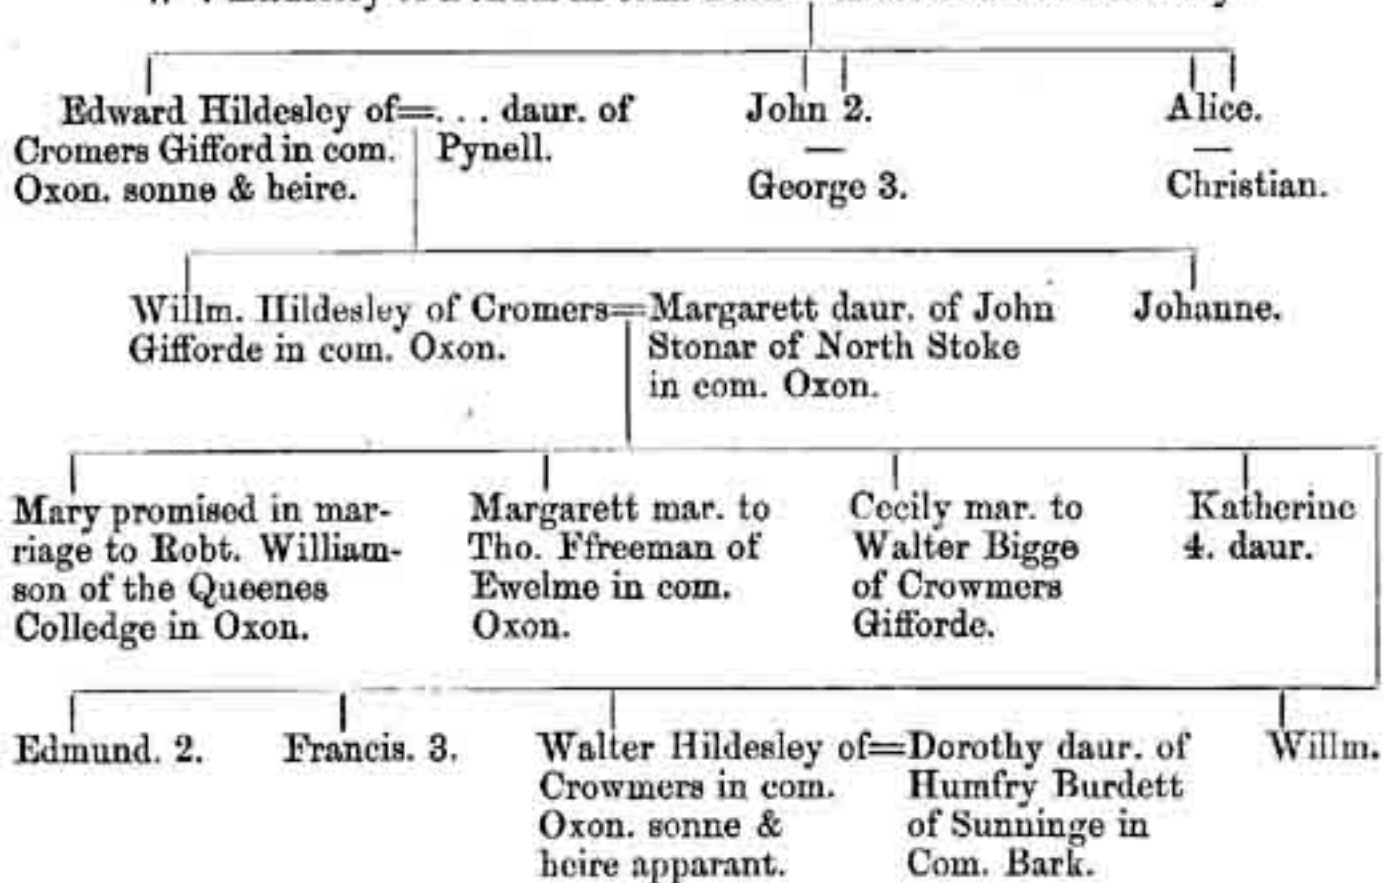 Edward Hildesley of=. . . daur. of
Cromers Gifford in com. Pynell.
Oxon. sonne & heire.
John 2.
—
George 3.
Alice.
—
Christian.
Willm. Hildesley of Cromers=Margarett daur. of John
Gifforde in com. Oxon. Stonar of North Stoke
in com. Oxon.
Johanne.
Mary promised in mar-
riage to Robt. William-
son of the Queenes
Colledge in Oxon.
Margarett mar. to
Tho. Ffreeman of
Ewelme in com.
Oxon.
Cecily mar. to
Walter Bigge
of Crowmers
Gifforde.
Katherine
4. daur.
Edmund. 2.
Francis. 3.
Walter Hildesley of=Dorothy daur. of
Crowmers in com. Humfry Burdett
Oxon. sonne & of Sunninge in
heire apparant. Com. Bark.
Willm.